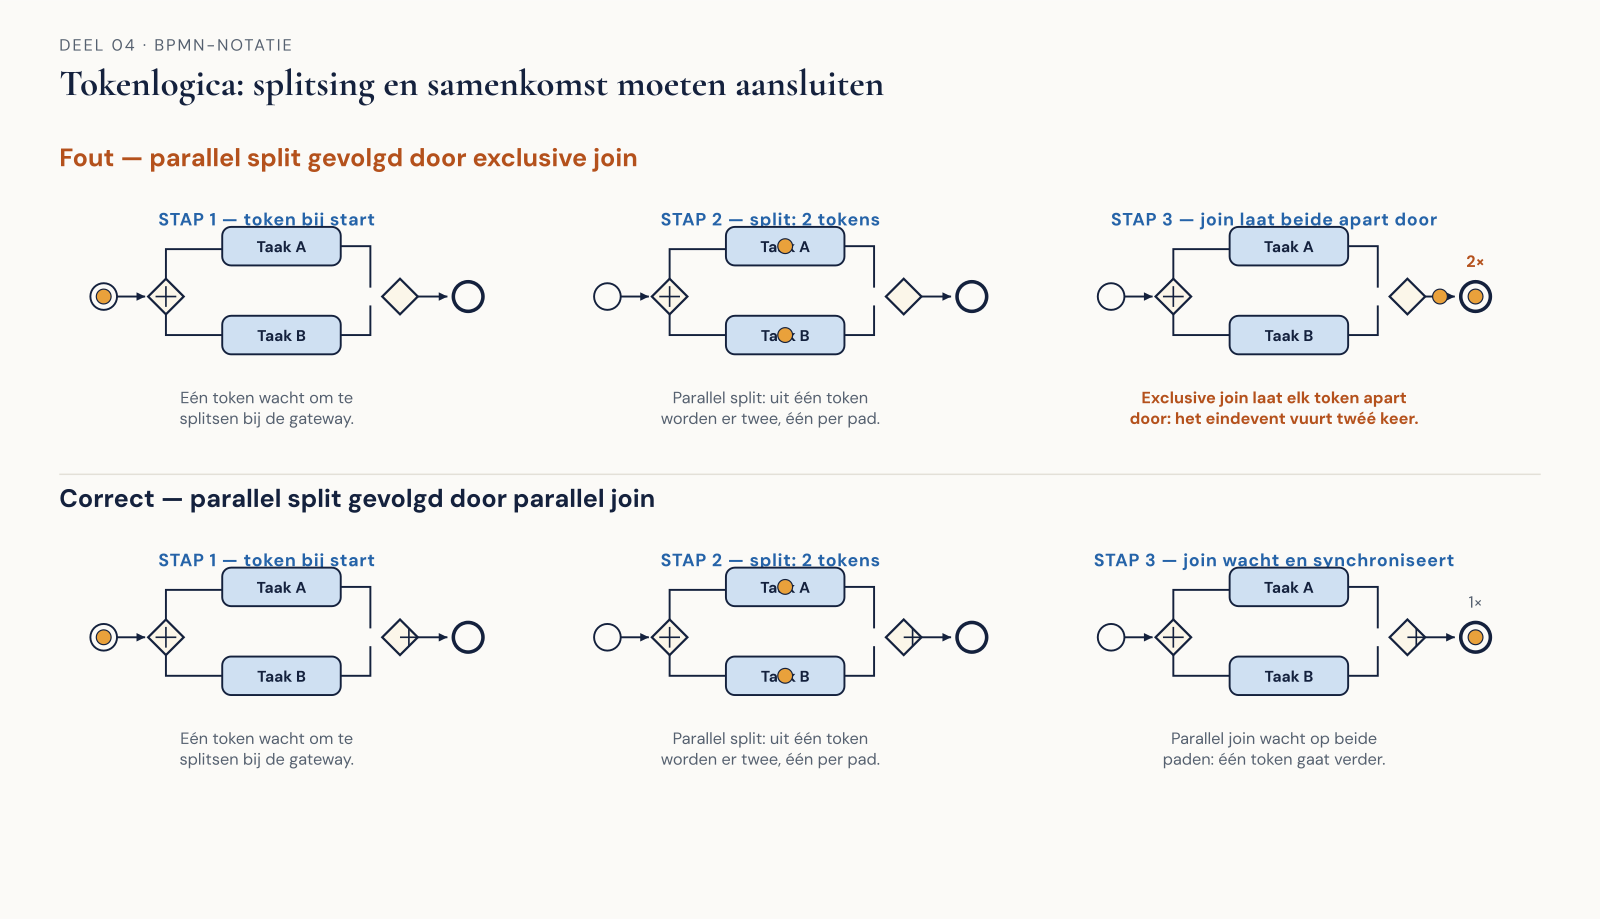 DEEL 04 · BPMN-NOTATIE
Tokenlogica: splitsing en samenkomst moeten aansluiten
Fout — parallel split gevolgd door exclusive join
STAP 1 — token bij start
STAP 2 — split: 2 tokens
STAP 3 — join laat beide apart door
Taak A
Taak A
Taak A
2×
Taak B
Taak B
Taak B
Eén token wacht om te
splitsen bij de gateway.
Parallel split: uit één token
worden er twee, één per pad.
Exclusive join laat elk token apart
door: het eindevent vuurt twéé keer.
Correct — parallel split gevolgd door parallel join
STAP 1 — token bij start
STAP 2 — split: 2 tokens
STAP 3 — join wacht en synchroniseert
Taak A
Taak A
Taak A
1×
Taak B
Taak B
Taak B
Eén token wacht om te
splitsen bij de gateway.
Parallel split: uit één token
worden er twee, één per pad.
Parallel join wacht op beide
paden: één token gaat verder.